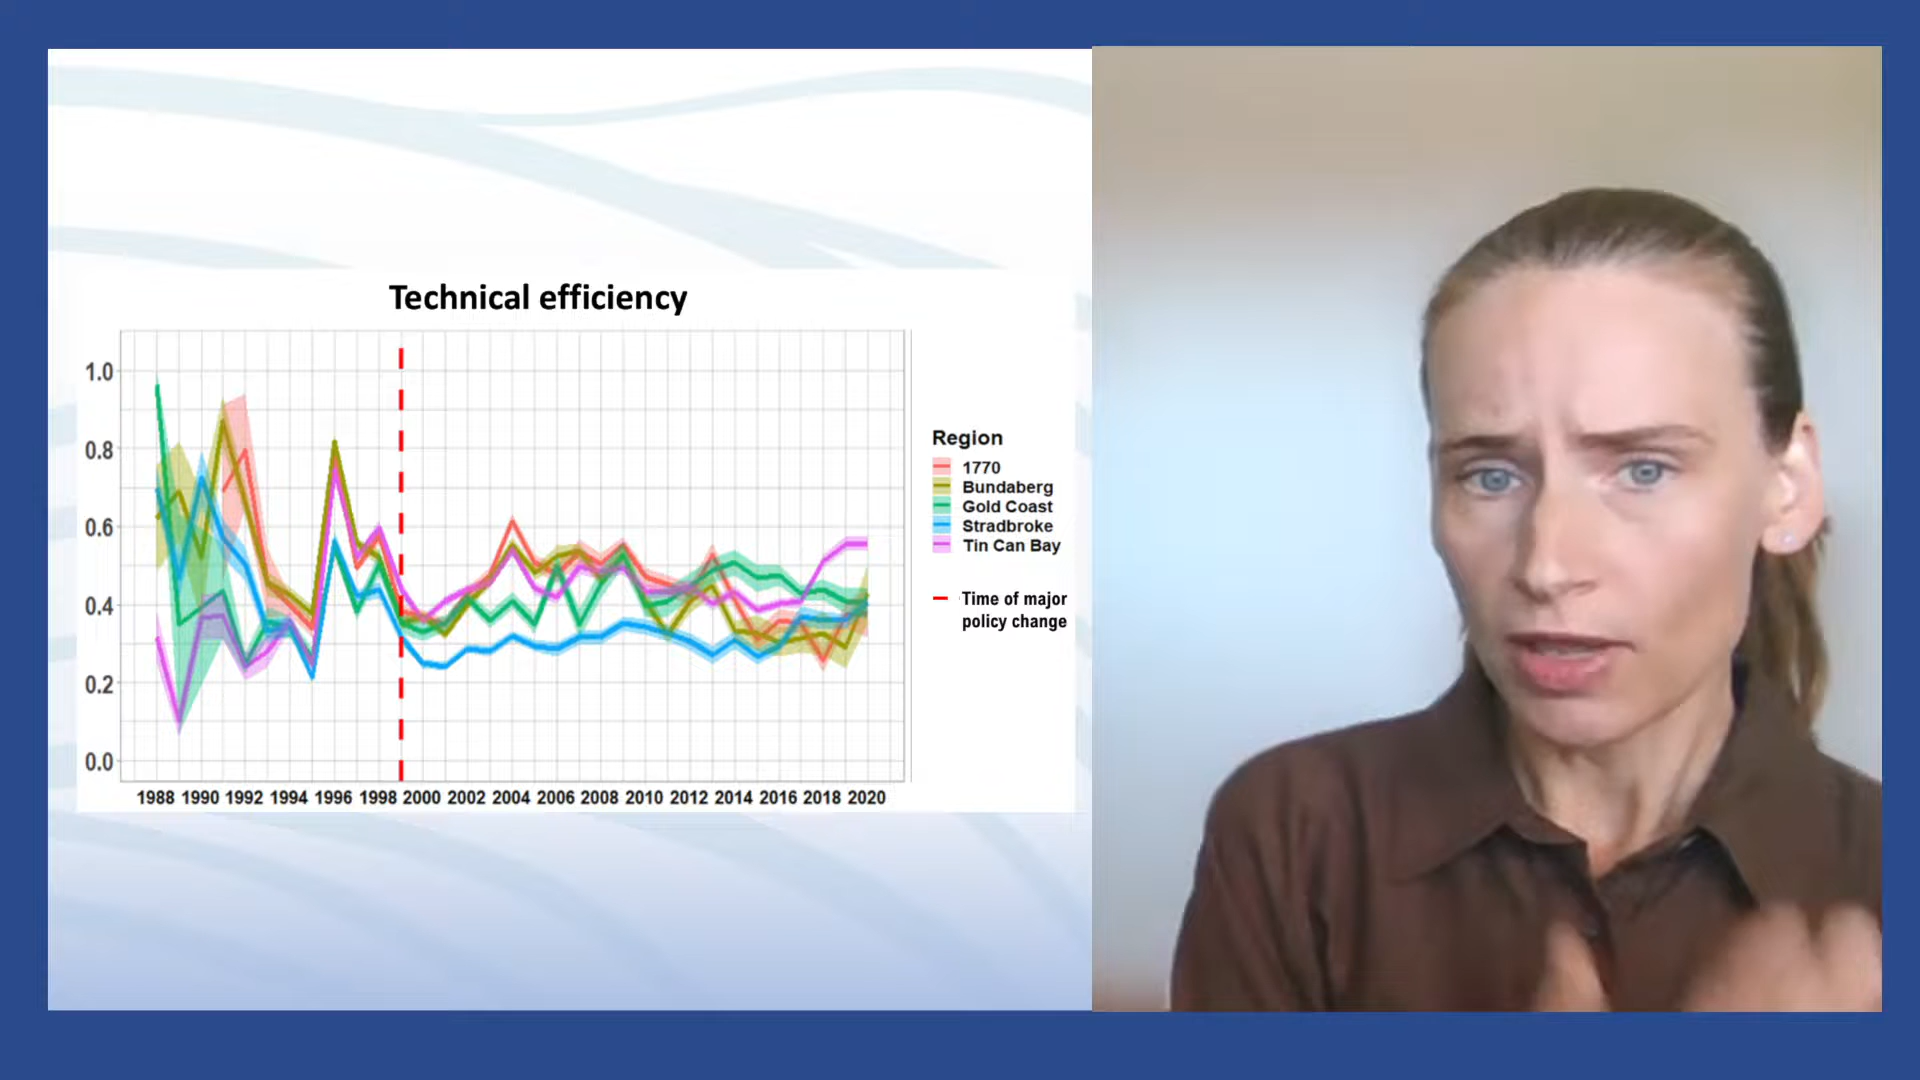 Technical efficiency
1.0
0.8
0.6
0.4
0.2
0.0
1988 1990 1992 1994 1996 1998 2000 2002 2004 2006 2008 2010 2012 2014 2016 2018 2020
Region
1770
Bundaberg
Gold Coast
Stradbroke
Tin Can Bay
Time of major
policy change